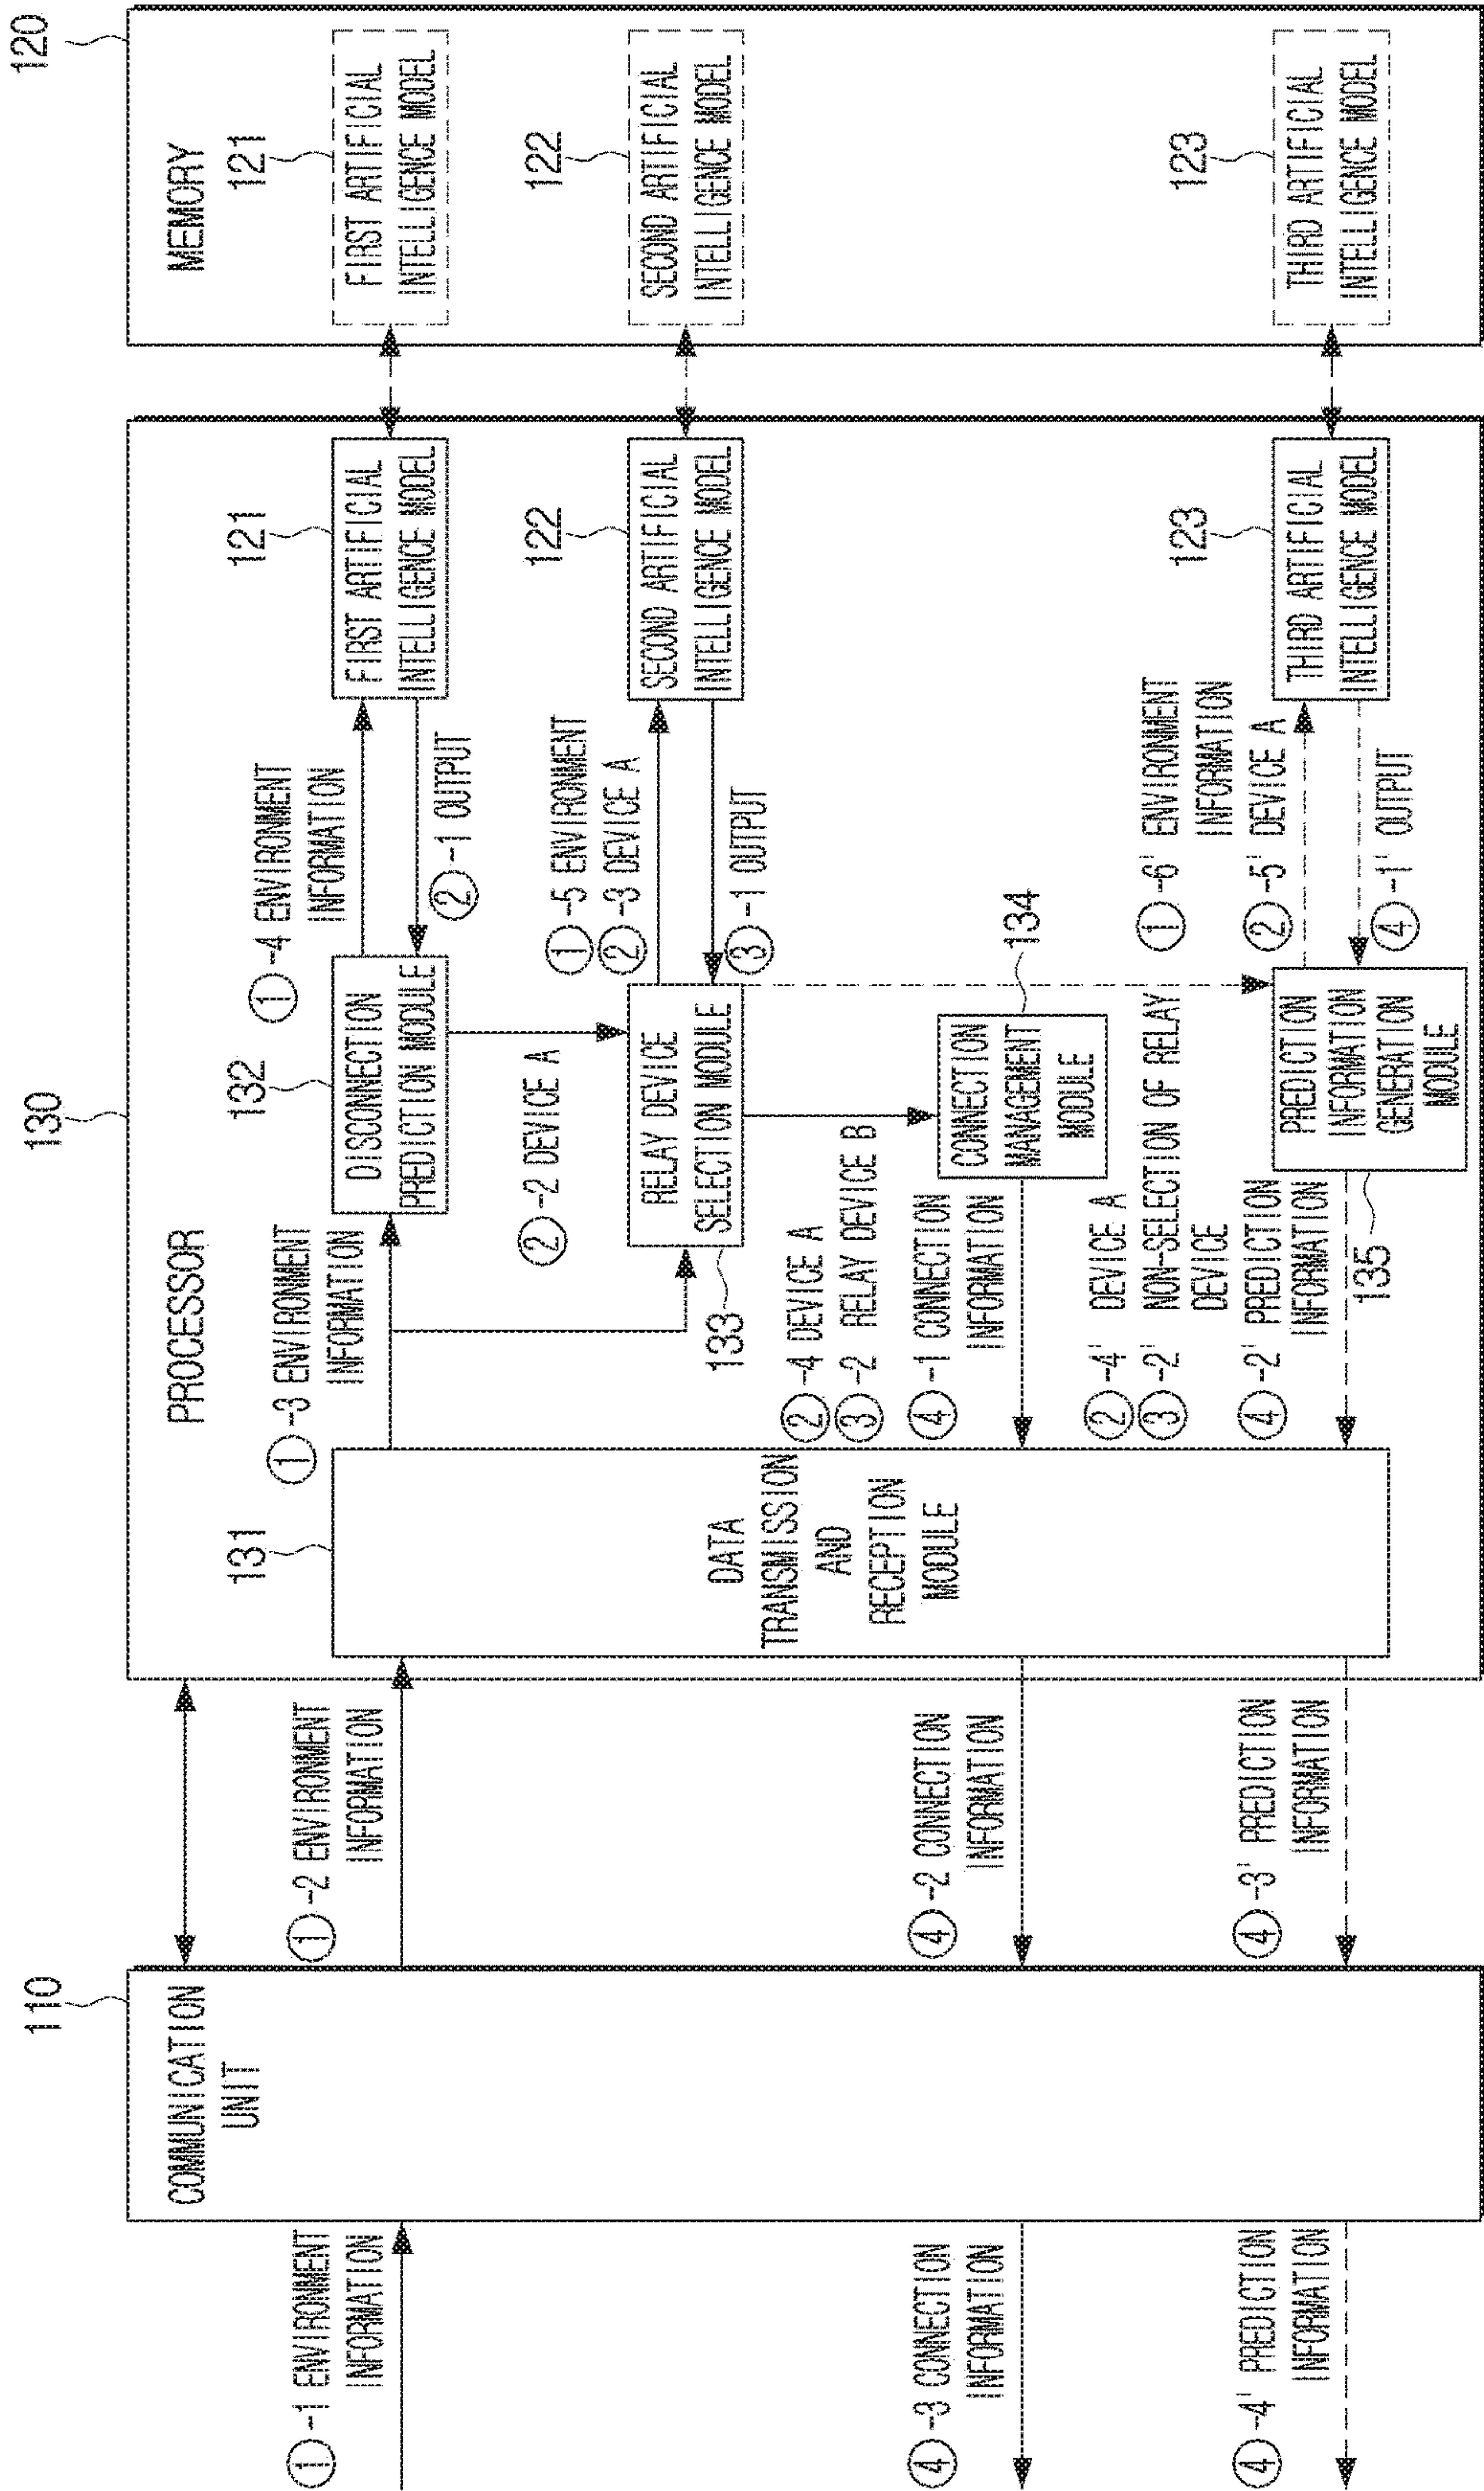 110
COMMUNICATION
UNIT
①-1 ENVIRONMENT
INFORMATION
④-3 CONNECTION
INFORMATION
④-4' PREDICTION
INFORMATION
①-2 ENVIRONMENT
INFORMATION
④-2 CONNECTION
INFORMATION
④-3' PREDICTION
INFORMATION
130
PROCESSOR
131
DATA
TRANSMISSION
AND
RECEPTION
MODULE
①-3 ENVIRONMENT
INFORMATION
132
DISCONNECTION
PREDICTION MODULE
①-4 ENVIRONMENT
INFORMATION
②-1 OUTPUT
121
FIRST ARTIFICIAL
INTELLIGENCE MODEL
②-2 DEVICE A
133
RELAY DEVICE
SELECTION MODULE
①-5 ENVIRONMENT
②-3 DEVICE A
③-1 OUTPUT
122
SECOND ARTIFICIAL
INTELLIGENCE MODEL
②-4 DEVICE A
③-2 RELAY DEVICE B
④-1 CONNECTION
INFORMATION
134
CONNECTION
MANAGEMENT
MODULE
②-4' DEVICE A
③-2' NON-SELECTION OF RELAY
DEVICE
④-2' PREDICTION
INFORMATION
135
PREDICTION
INFORMATION
GENERATION
MODULE
①-6' ENVIRONMENT
INFORMATION
②-5' DEVICE A
④-1' OUTPUT
123
THIRD ARTIFICIAL
INTELLIGENCE MODEL
120
MEMORY
121
FIRST ARTIFICIAL
INTELLIGENCE MODEL
122
SECOND ARTIFICIAL
INTELLIGENCE MODEL
123
THIRD ARTIFICIAL
INTELLIGENCE MODEL